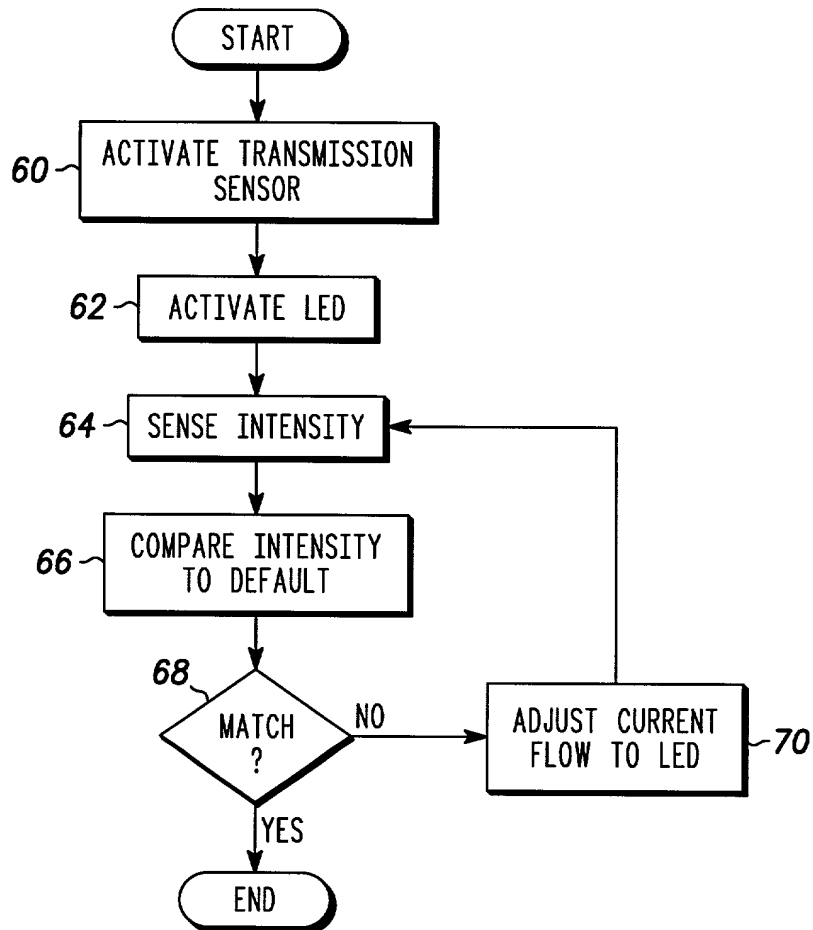 START
60
ACTIVATE TRANSMISSION
SENSOR
62
ACTIVATE LED
64
SENSE INTENSITY
66
COMPARE INTENSITY
TO DEFAULT
68
MATCH
?
NO
ADJUST CURRENT
FLOW TO LED
70
YES
END